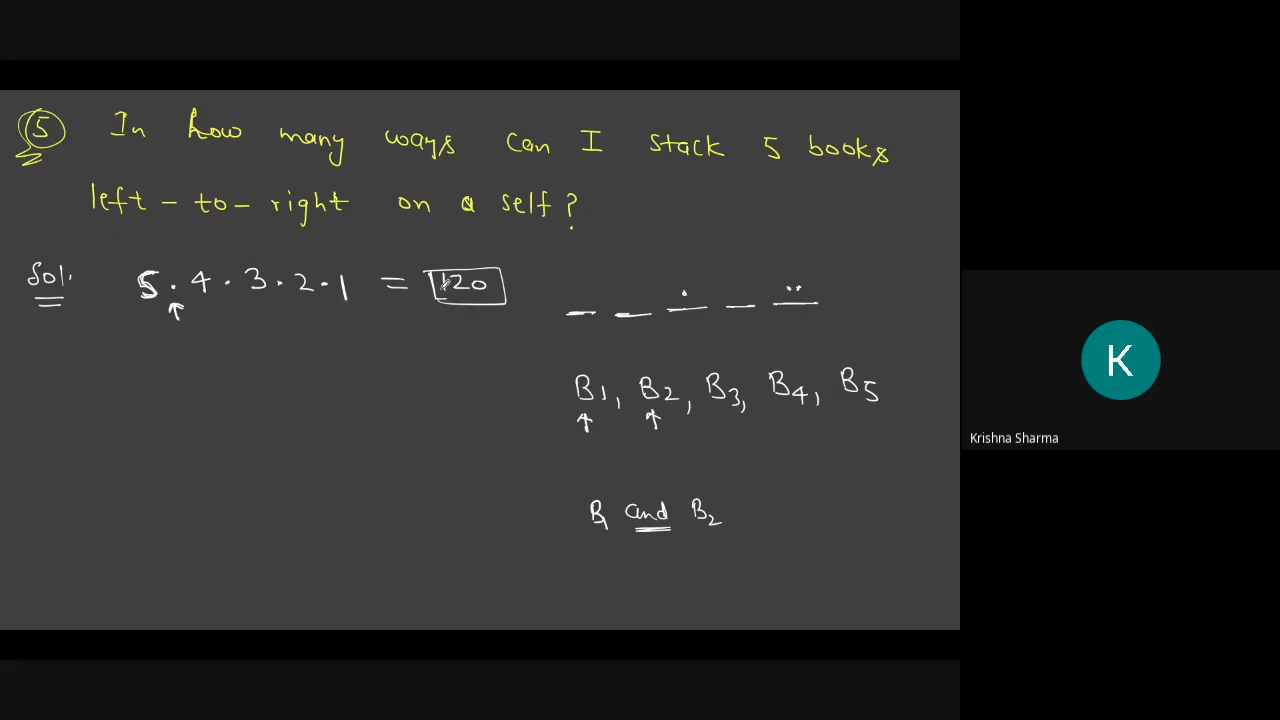 5 In how many ways can I stack 5 books
left-to-right on a self?
Sol. 5 . 4 . 3 . 2 . 1 = 120
B1, B2, B3, B4, B5
B1 and B2
K
Krishna Sharma